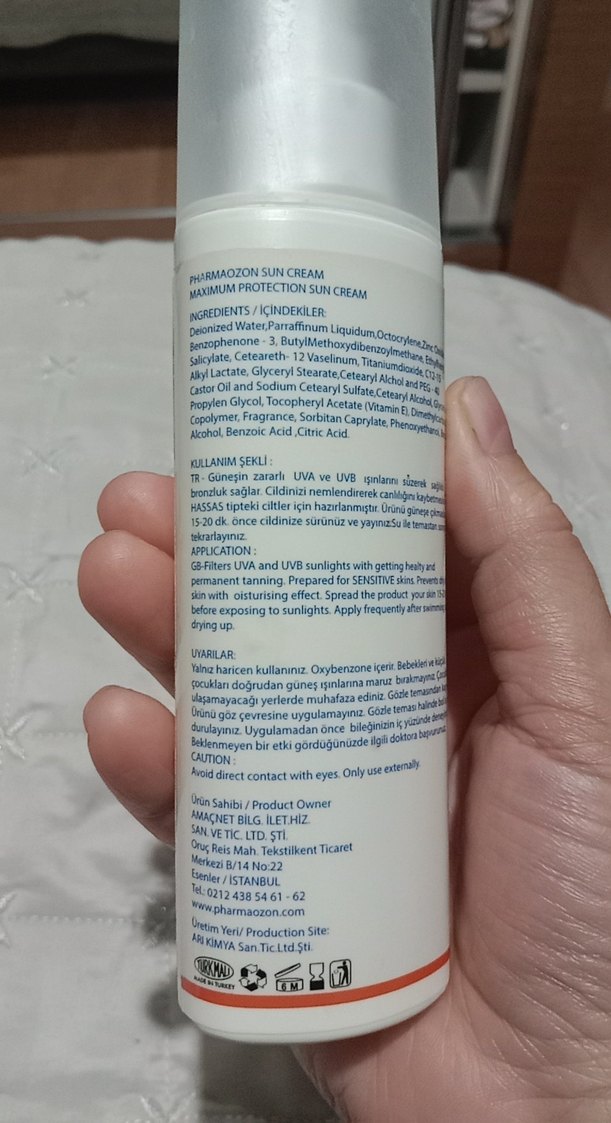 PHARMAOZON SUN CREAM
MAXIMUM PROTECTION SUN CREAM
INGREDIENTS / İÇİNDEKİLER:
Deionized Water,Parraffinum Liquidum,Octocrylene,Zinc
Benzophenone - 3, ButylMethoxydibenzoylmethane,
Salicylate, Ceteareth- 12 Vaselinum, Titaniumdioxide, C12-15
Alkyl Lactate, Glyceryl Stearate,Cetearyl Alchol and PEG - 40
Castor Oil and Sodium Cetearyl Sulfate,Cetearyl Alcohol,
Propylen Glycol, Tocopheryl Acetate (Vitamin E),
Copolymer, Fragrance, Sorbitan Caprylate, Phenoxyethanol,
Alcohol, Benzoic Acid ,Citric Acid.
KULLANIM ŞEKLİ :
TR - Güneşin zararlı UVA ve UVB ışınlarını süzerek
bronzluk sağlar. Cildinizi nemlendirerek canlılığını
HASSAS tipteki ciltler için hazırlanmıştır. Ürünü güneşe
15-20 dk. önce cildinize sürünüz ve yayınız.Su ile temastan
tekrarlayınız.
APPLICATION :
GB-Filters UVA and UVB sunlights with getting healty and
permanent tanning. Prepared for SENSITIVE skins. Prevents
skin with oisturising effect. Spread the product your skin
before exposing to sunlights. Apply frequently after swimming
drying up.
UYARILAR:
Yalnız haricen kullanınız. Oxybenzone içerir. Bebekleri ve küçük
çocukları doğrudan güneş ışınlarına maruz bırakmayınız.
ulaşamayacağı yerlerde muhafaza ediniz. Gözle temasından
Ürünü göz çevresine uygulamayınız. Gözle teması halinde
durulayınız. Uygulamadan önce bileğinizin iç yüzünde
Beklenmeyen bir etki gördüğünüzde ilgili doktora başvurunuz.
CAUTION :
Avoid direct contact with eyes. Only use externally.
Ürün Sahibi / Product Owner
AMAÇNET BİLG. İLET.HİZ.
SAN. VE TİC. LTD. ŞTİ.
Oruç Reis Mah. Tekstilkent Ticaret
Merkezi B/14 No:22
Esenler / İSTANBUL
Tel.: 0212 438 54 61 - 62
www.pharmaozon.com
Üretim Yeri/ Production Site:
ARI KİMYA San.Tic.Ltd.Şti.
TÜRK MALI
MADE IN TURKEY
6 M